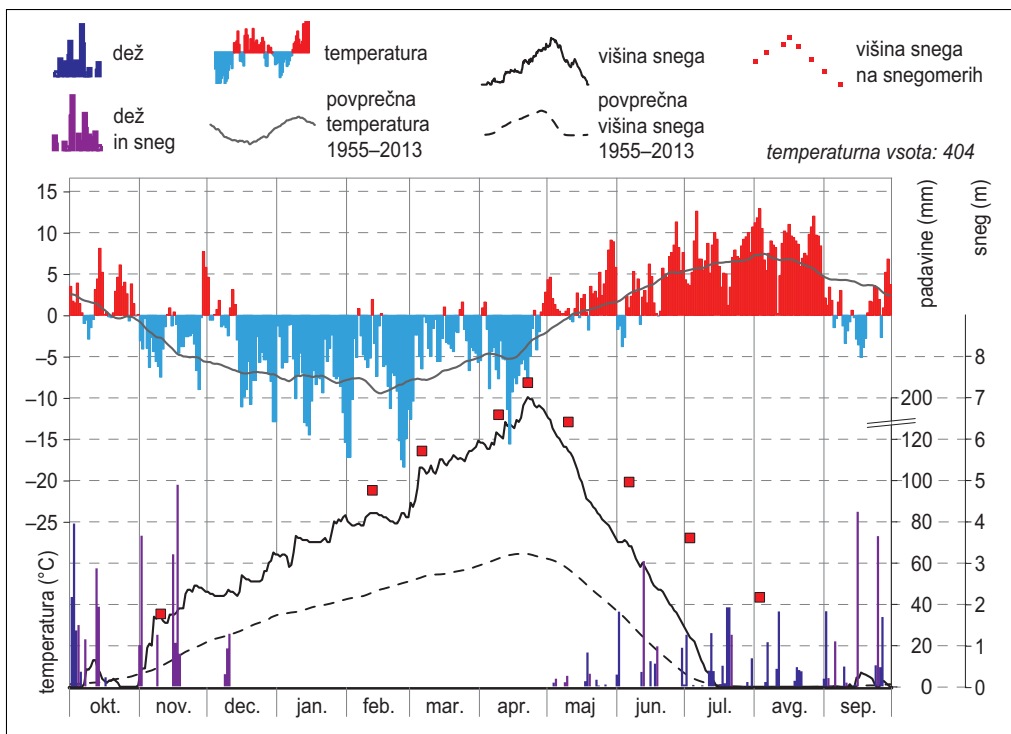 dež
temperatura
višina snega
višina snega
na snegomerih
dež
in sneg
povprečna
temperatura
1955–2013
povprečna
višina snega
1955–2013
temperaturna vsota: 404
15
10
5
0
–5
–10
–15
–20
–25
temperatura (°C)
padavine (mm)
200
120
100
80
60
40
20
0
sneg (m)
8
7
6
5
4
3
2
1
0
okt.
nov.
dec.
jan.
feb.
mar.
apr.
maj
jun.
jul.
avg.
sep.